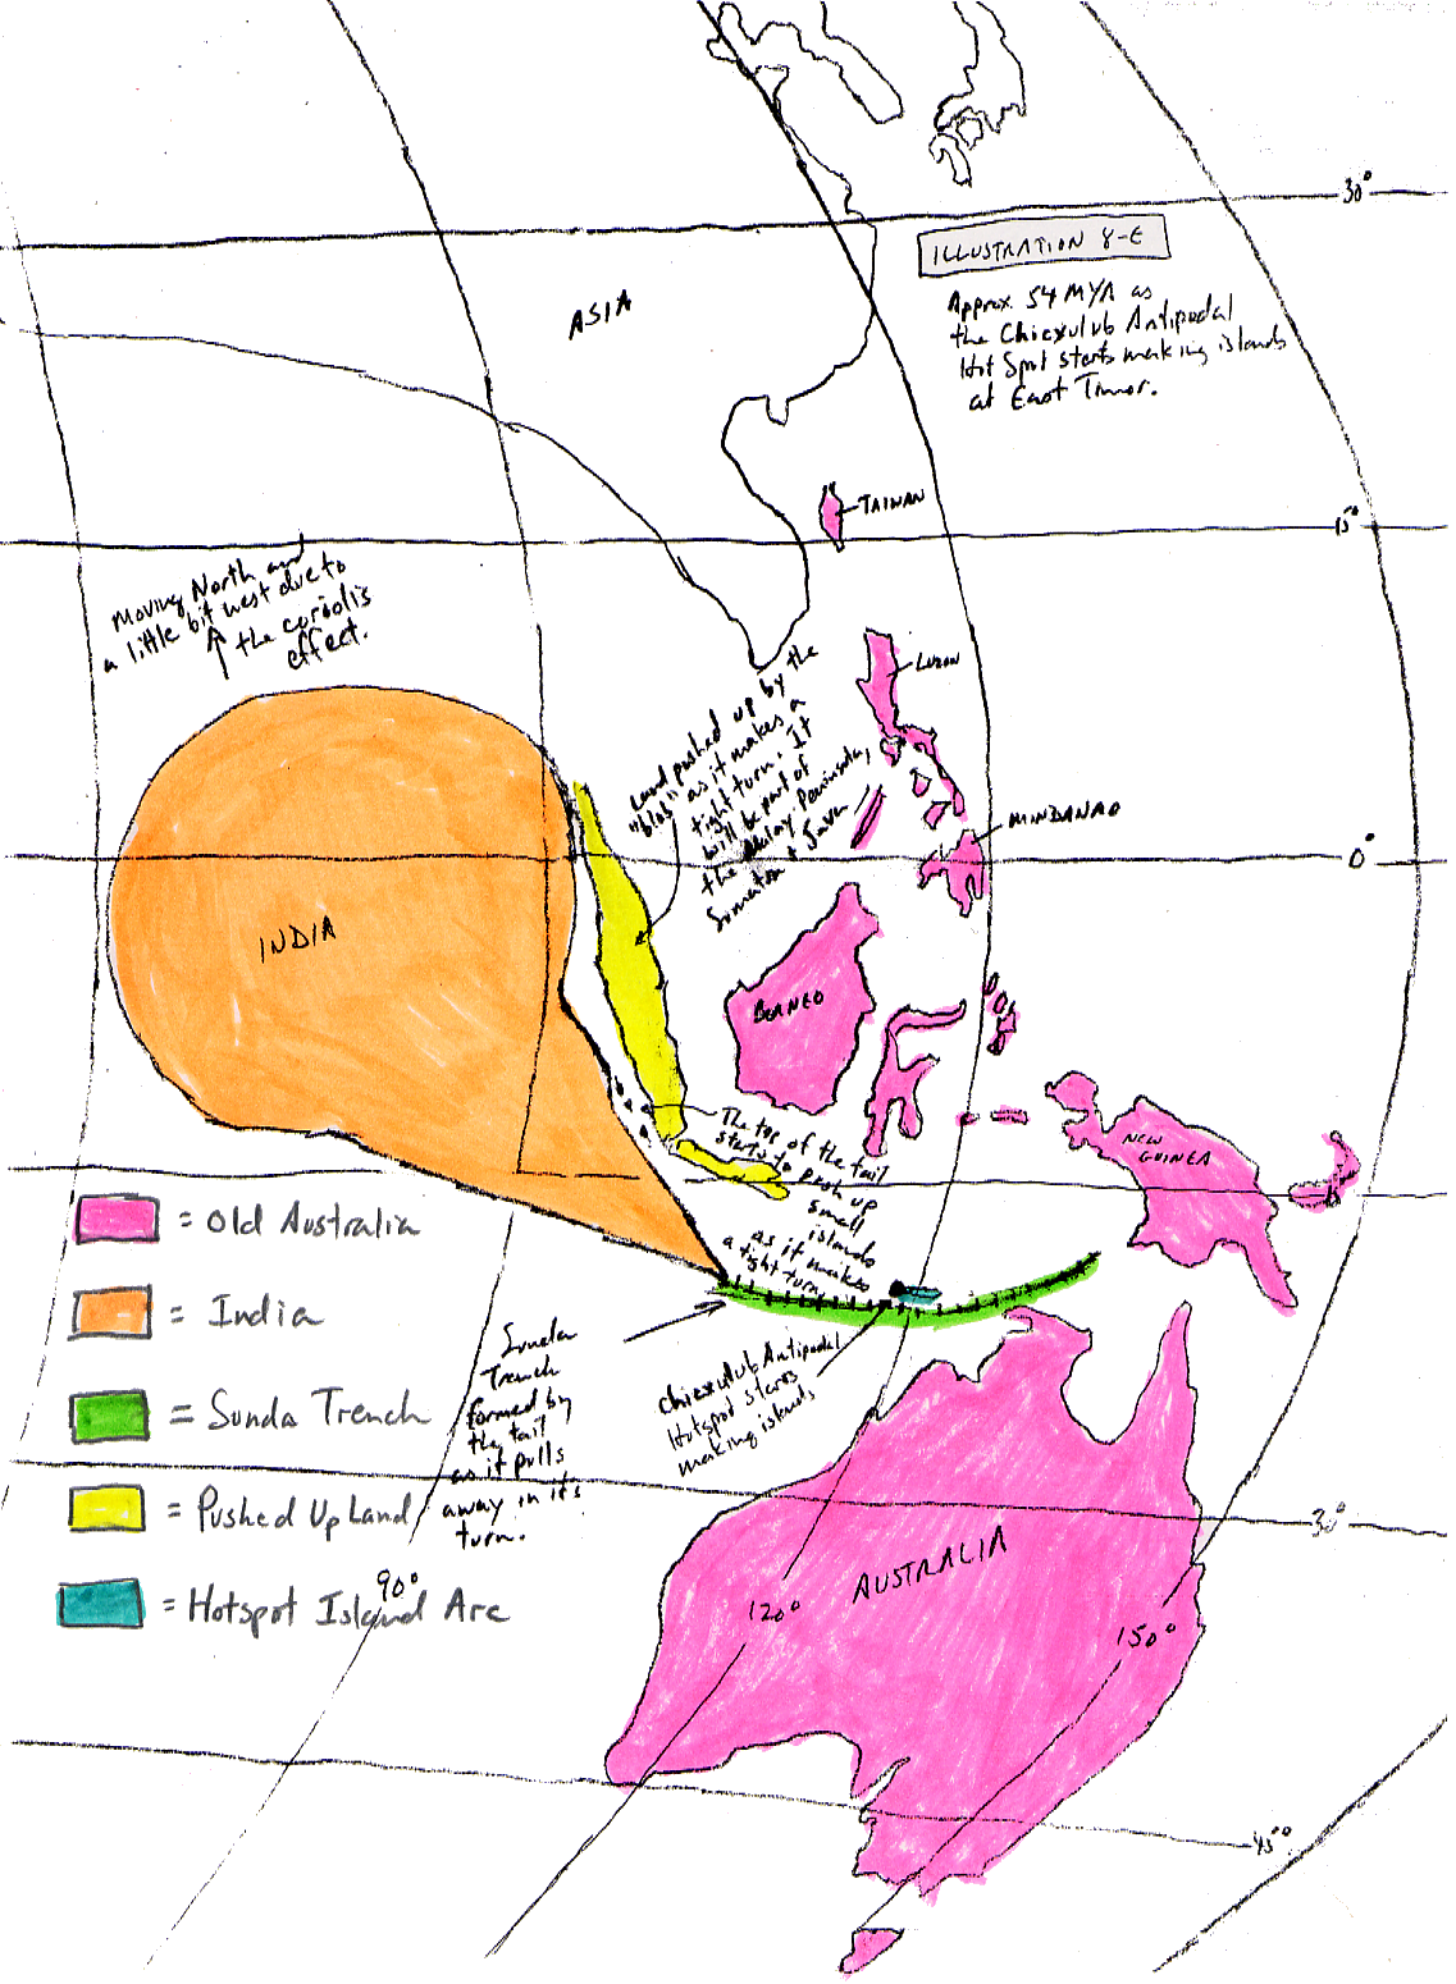 30°
ILLUSTRATION 8-E
Approx. 54 MYA as
the Chicxulub Antipodal
Hot Spot starts making islands
at East Timor.
ASIA
TAIWAN
15°
Moving North and
a little bit west due to
the coriolis
effect.
LUZON
Land pushed up by the
"blob" as it makes a
tight turn. It
will be part of
the Malay Peninsula,
Sumatra & Java
MINDANAO
0°
INDIA
BORNEO
The top of the tail
starts to push up
small
islands
as it makes
a tight turn.
NEW
GUINEA
= Old Australia
= India
= Sunda Trench
= Pushed Up Land
= Hotspot Island Arc
Sunda
Trench
formed by
the tail
as it pulls
away in it's
turn.
Chicxulub Antipodal
Hotspot starts
making islands
30°
AUSTRALIA
90°
120°
150°
45°